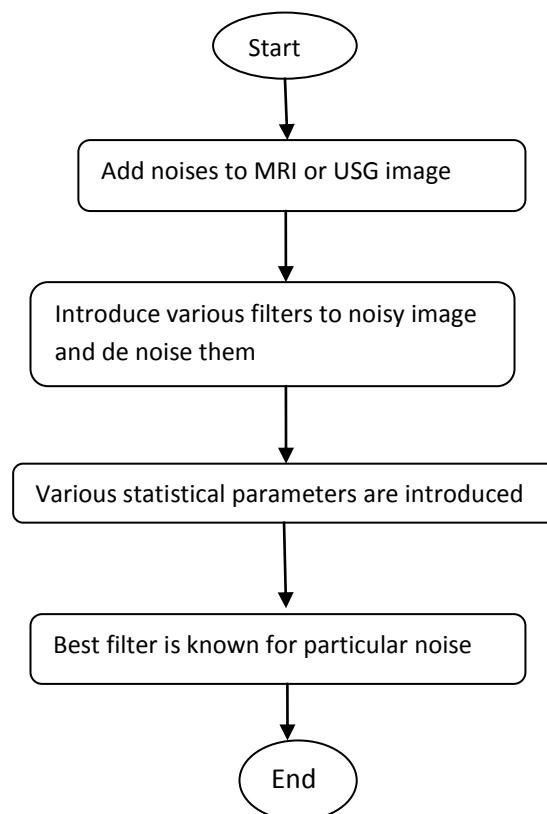 Start
Add noises to MRI or USG image
Introduce various filters to noisy image
and de noise them
Various statistical parameters are introduced
Best filter is known for particular noise
End